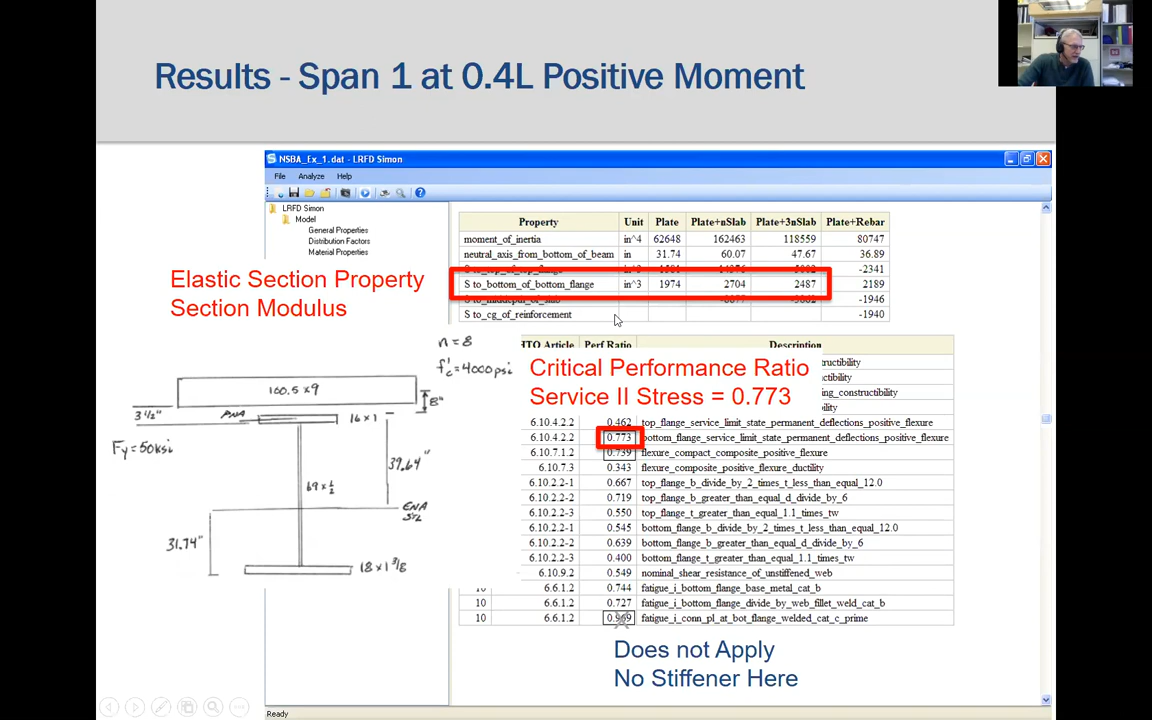 Results - Span 1 at 0.4L Positive Moment
NSBA_Ex_1.dat - LRFD Simon
File Analyze Help
LRFD Simon
Model
General Properties
Distribution Factors
Material Properties
Property Unit Plate Plate+nSlab Plate+3nSlab Plate+Rebar
moment_of_inertia in^4 62648 162463 118559 80747
neutral_axis_from_bottom_of_beam in 31.74 60.07 47.67 36.89
S to_top_of_top_flange -2341
S to_bottom_of_bottom_flange in^3 1974 2704 2487 2189
-1946
S to_cg_of_reinforcement -1940
Elastic Section Property
Section Modulus
n = 8
f'c = 4000 psi
100.5 x 9
8"
3 1/2"
PNA
16 x 1
Fy = 50 ksi
39.64"
69 x 1/2
ENA
STL
31.74"
18 x 1 3/8
HTO Article Perf Ratio Description
Critical Performance Ratio
Service II Stress = 0.773
6.10.4.2.2 0.462 top_flange_service_limit_state_permanent_deflections_positive_flexure
6.10.4.2.2 0.773 bottom_flange_service_limit_state_permanent_deflections_positive_flexure
6.10.7.1.2 0.739 flexure_compact_composite_positive_flexure
6.10.7.3 0.343 flexure_composite_positive_flexure_ductility
6.10.2.2-1 0.667 top_flange_b_divide_by_2_times_t_less_than_equal_12.0
6.10.2.2-2 0.719 top_flange_b_greater_than_equal_d_divide_by_6
6.10.2.2-3 0.550 top_flange_t_greater_than_equal_1.1_times_tw
6.10.2.2-1 0.545 bottom_flange_b_divide_by_2_times_t_less_than_equal_12.0
6.10.2.2-2 0.639 bottom_flange_b_greater_than_equal_d_divide_by_6
6.10.2.2-3 0.400 bottom_flange_t_greater_than_equal_1.1_times_tw
6.10.9.2 0.549 nominal_shear_resistance_of_unstiffened_web
10 6.6.1.2 0.744 fatigue_i_bottom_flange_base_metal_cat_b
10 6.6.1.2 0.727 fatigue_i_bottom_flange_divide_by_web_fillet_weld_cat_b
10 6.6.1.2 fatigue_i_conn_pl_at_bot_flange_welded_cat_c_prime
Does not Apply
No Stiffener Here
Ready